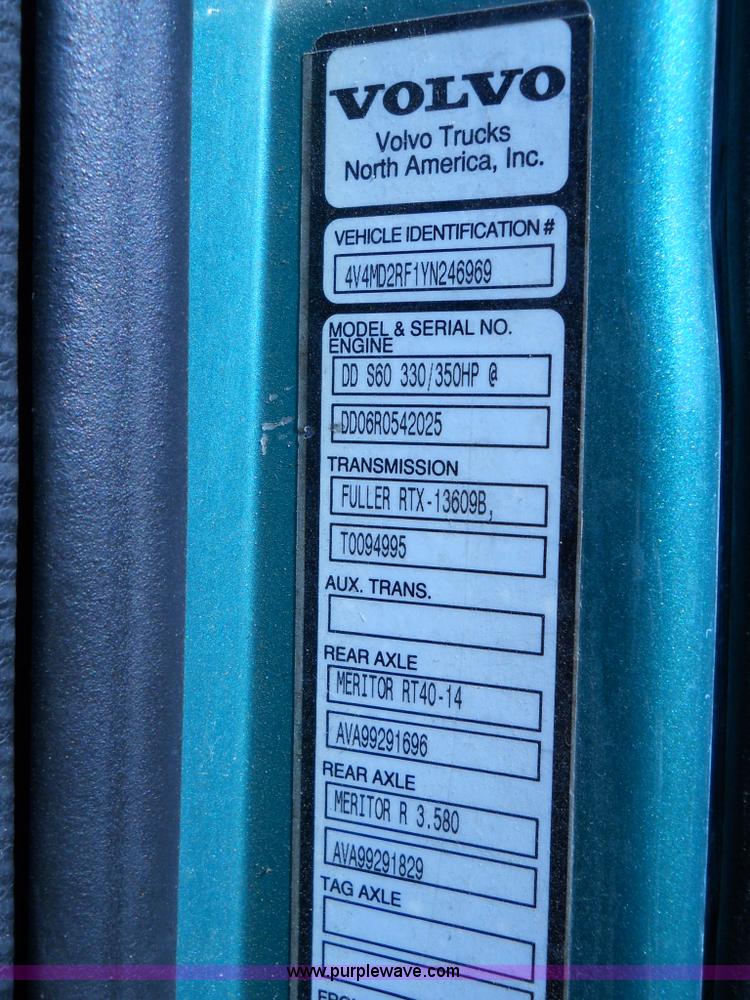 VOLVO
Volvo Trucks
North America, Inc.
VEHICLE IDENTIFICATION #
4V4MD2RF1YN246969
MODEL & SERIAL NO.
ENGINE
DD S60 330/350HP @
DD06R0542025
TRANSMISSION
FULLER RTX-13609B,
T0094995
AUX. TRANS.
REAR AXLE
MERITOR RT40-14
AVA99291696
REAR AXLE
MERITOR R 3.580
AVA99291829
TAG AXLE
www.purplewave.com